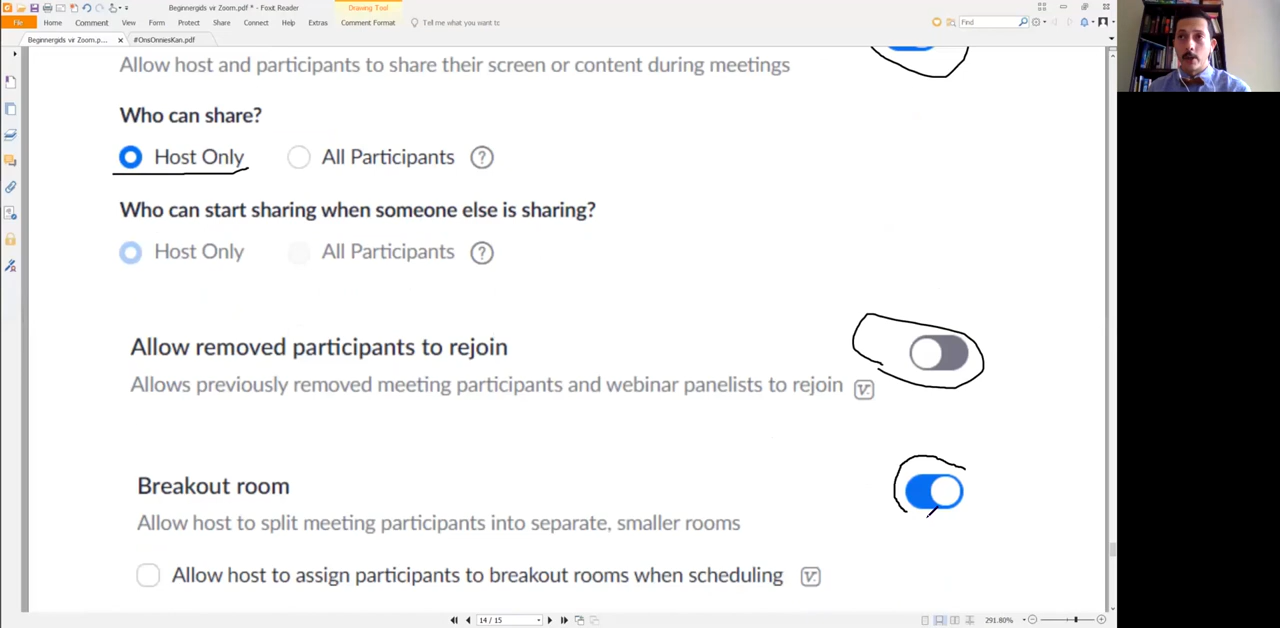 Beginnergids vir Zoom.pdf * - Foxit Reader
Drawing Tool
File Home Comment View Form Protect Share Connect Help Extras Comment Format Tell me what you want tc Find
Beginnergids vir Zoom.p... #OnsOnniesKan.pdf
Allow host and participants to share their screen or content during meetings
Who can share?
Host Only All Participants ?
Who can start sharing when someone else is sharing?
Host Only All Participants ?
Allow removed participants to rejoin
Allows previously removed meeting participants and webinar panelists to rejoin
Breakout room
Allow host to split meeting participants into separate, smaller rooms
Allow host to assign participants to breakout rooms when scheduling
14 / 15
291.80%